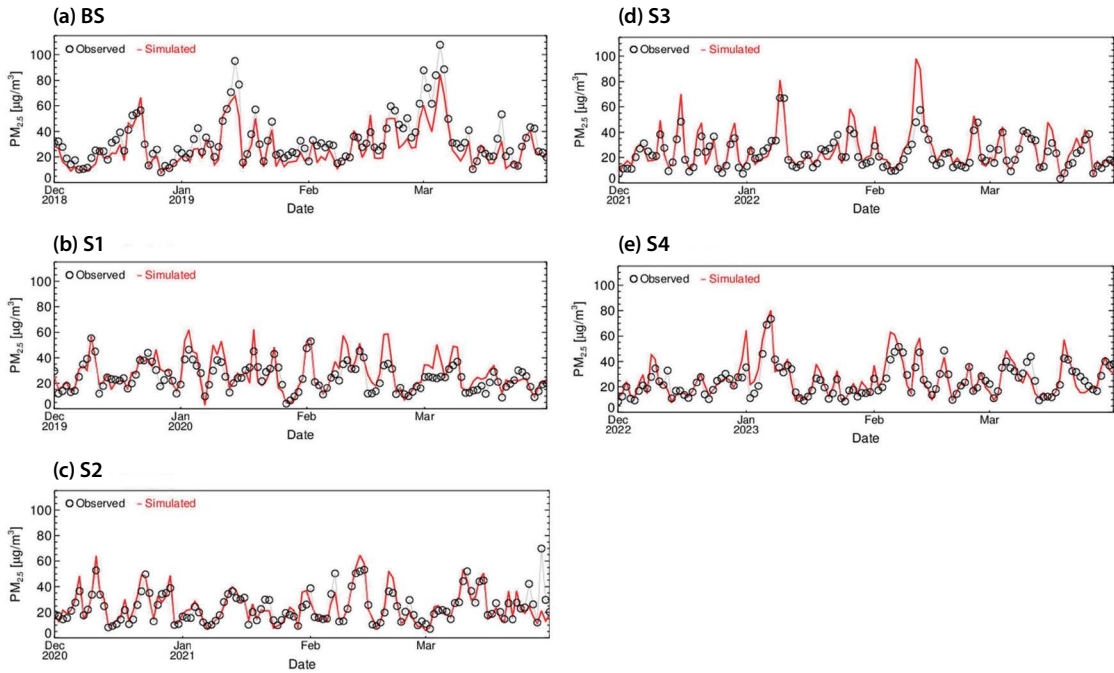 (a) BS
Observed – Simulated
PM2.5 [µg/m³]
100
80
60
40
20
0
Dec Jan Feb Mar
2018 2019
Date
(b) S1
Observed – Simulated
PM2.5 [µg/m³]
100
80
60
40
20
0
Dec Jan Feb Mar
2019 2020
Date
(c) S2
Observed – Simulated
PM2.5 [µg/m³]
100
80
60
40
20
0
Dec Jan Feb Mar
2020 2021
Date
(d) S3
Observed – Simulated
PM2.5 [µg/m³]
100
80
60
40
20
0
Dec Jan Feb Mar
2021 2022
Date
(e) S4
Observed – Simulated
PM2.5 [µg/m³]
100
80
60
40
20
0
Dec Jan Feb Mar
2022 2023
Date